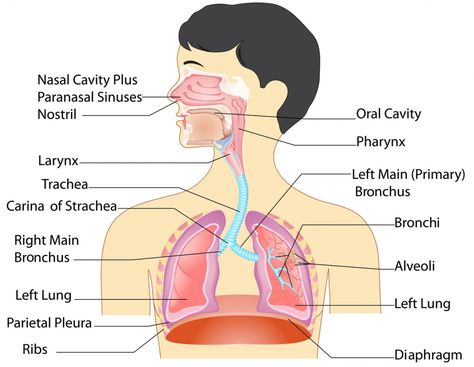 Nasal Cavity Plus
Paranasal Sinuses
Nostril
Larynx
Trachea
Carina of Strachea
Right Main
Bronchus
Left Lung
Parietal Pleura
Ribs
Oral Cavity
Pharynx
Left Main (Primary)
Bronchus
Bronchi
Alveoli
Left Lung
Diaphragm